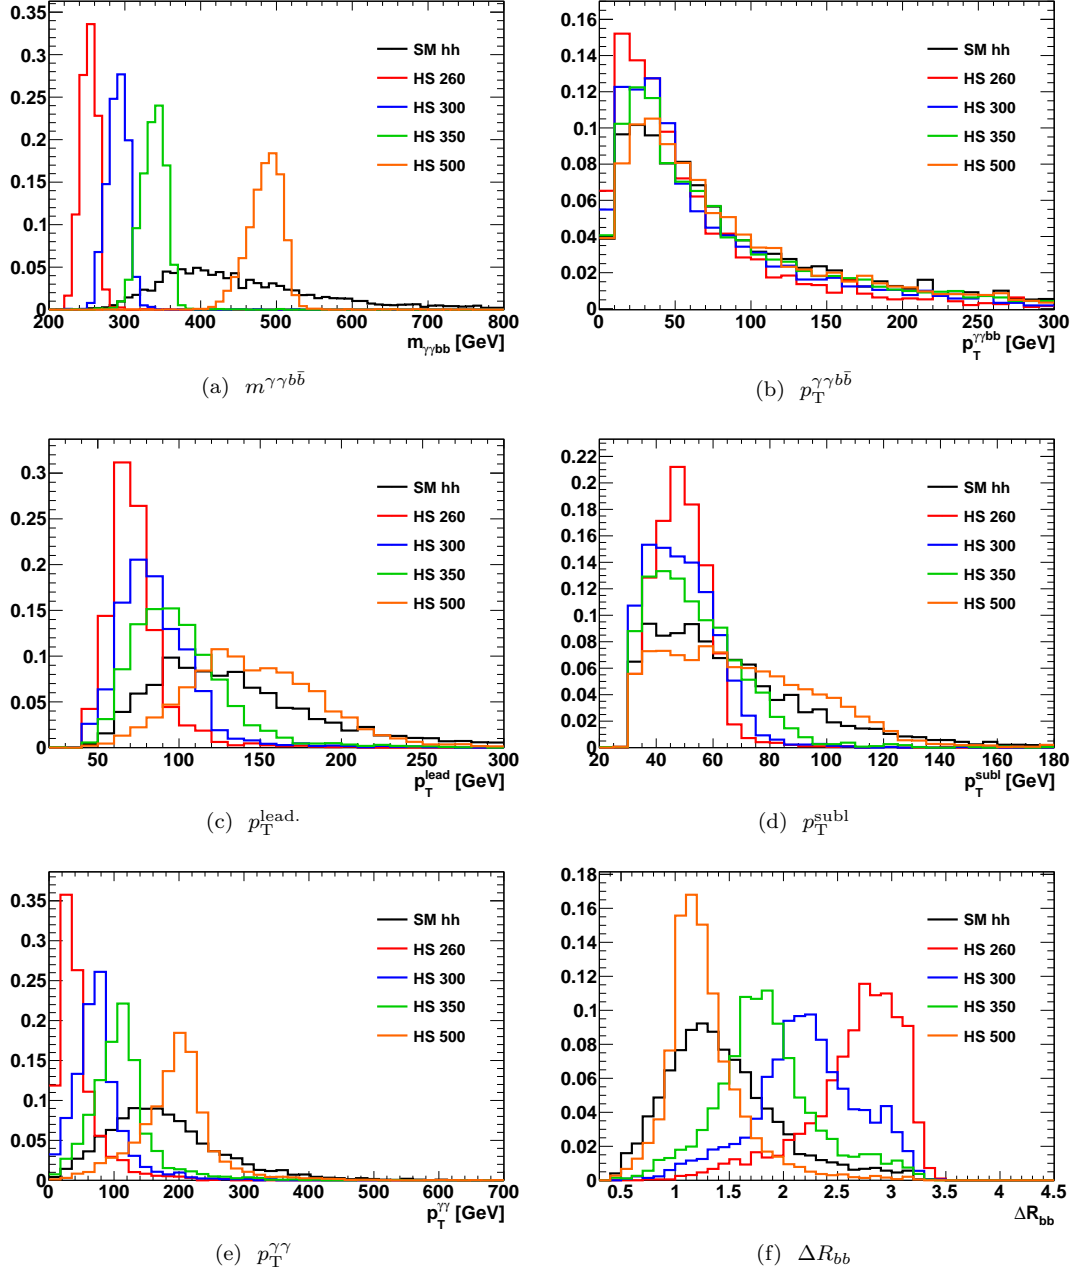 0.35
0.3
0.25
0.2
0.15
0.1
0.05
0
200 300 400 500 600 700 800
m_γγbb [GeV]
SM hh
HS 260
HS 300
HS 350
HS 500
(a) m^γγbb̄
0.16
0.14
0.12
0.1
0.08
0.06
0.04
0.02
0
0 50 100 150 200 250 300
p_T^γγbb [GeV]
SM hh
HS 260
HS 300
HS 350
HS 500
(b) p_T^γγbb̄
0.3
0.25
0.2
0.15
0.1
0.05
0
50 100 150 200 250 300
p_T^lead [GeV]
SM hh
HS 260
HS 300
HS 350
HS 500
(c) p_T^lead.
0.22
0.2
0.18
0.16
0.14
0.12
0.1
0.08
0.06
0.04
0.02
0
20 40 60 80 100 120 140 160 180
p_T^subl [GeV]
SM hh
HS 260
HS 300
HS 350
HS 500
(d) p_T^subl
0.35
0.3
0.25
0.2
0.15
0.1
0.05
0
0 100 200 300 400 500 600 700
p_T^γγ [GeV]
SM hh
HS 260
HS 300
HS 350
HS 500
(e) p_T^γγ
0.18
0.16
0.14
0.12
0.1
0.08
0.06
0.04
0.02
0
0.5 1 1.5 2 2.5 3 3.5 4 4.5
ΔR_bb
SM hh
HS 260
HS 300
HS 350
HS 500
(f) ΔR_bb